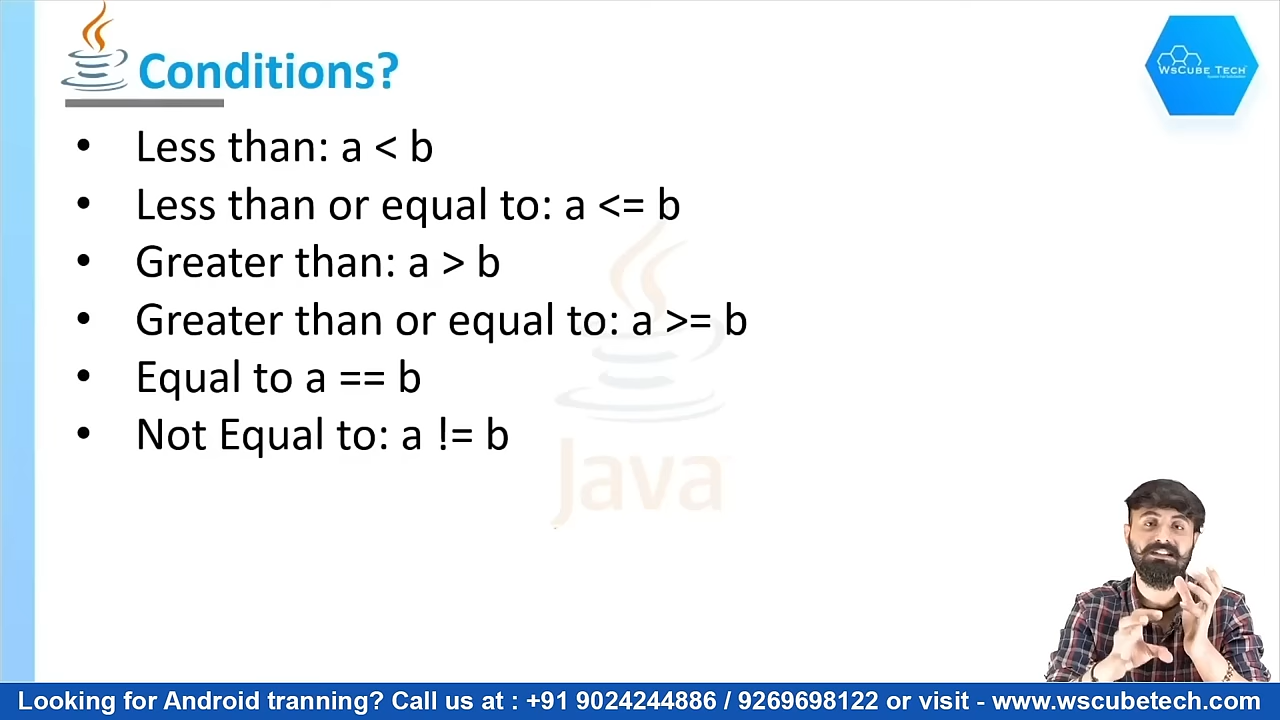 Conditions?
WsCube Tech
• Less than: a < b
• Less than or equal to: a <= b
• Greater than: a > b
• Greater than or equal to: a >= b
• Equal to a == b
• Not Equal to: a != b
Java
Looking for Android tranning? Call us at : +91 9024244886 / 9269698122 or visit - www.wscubetech.com